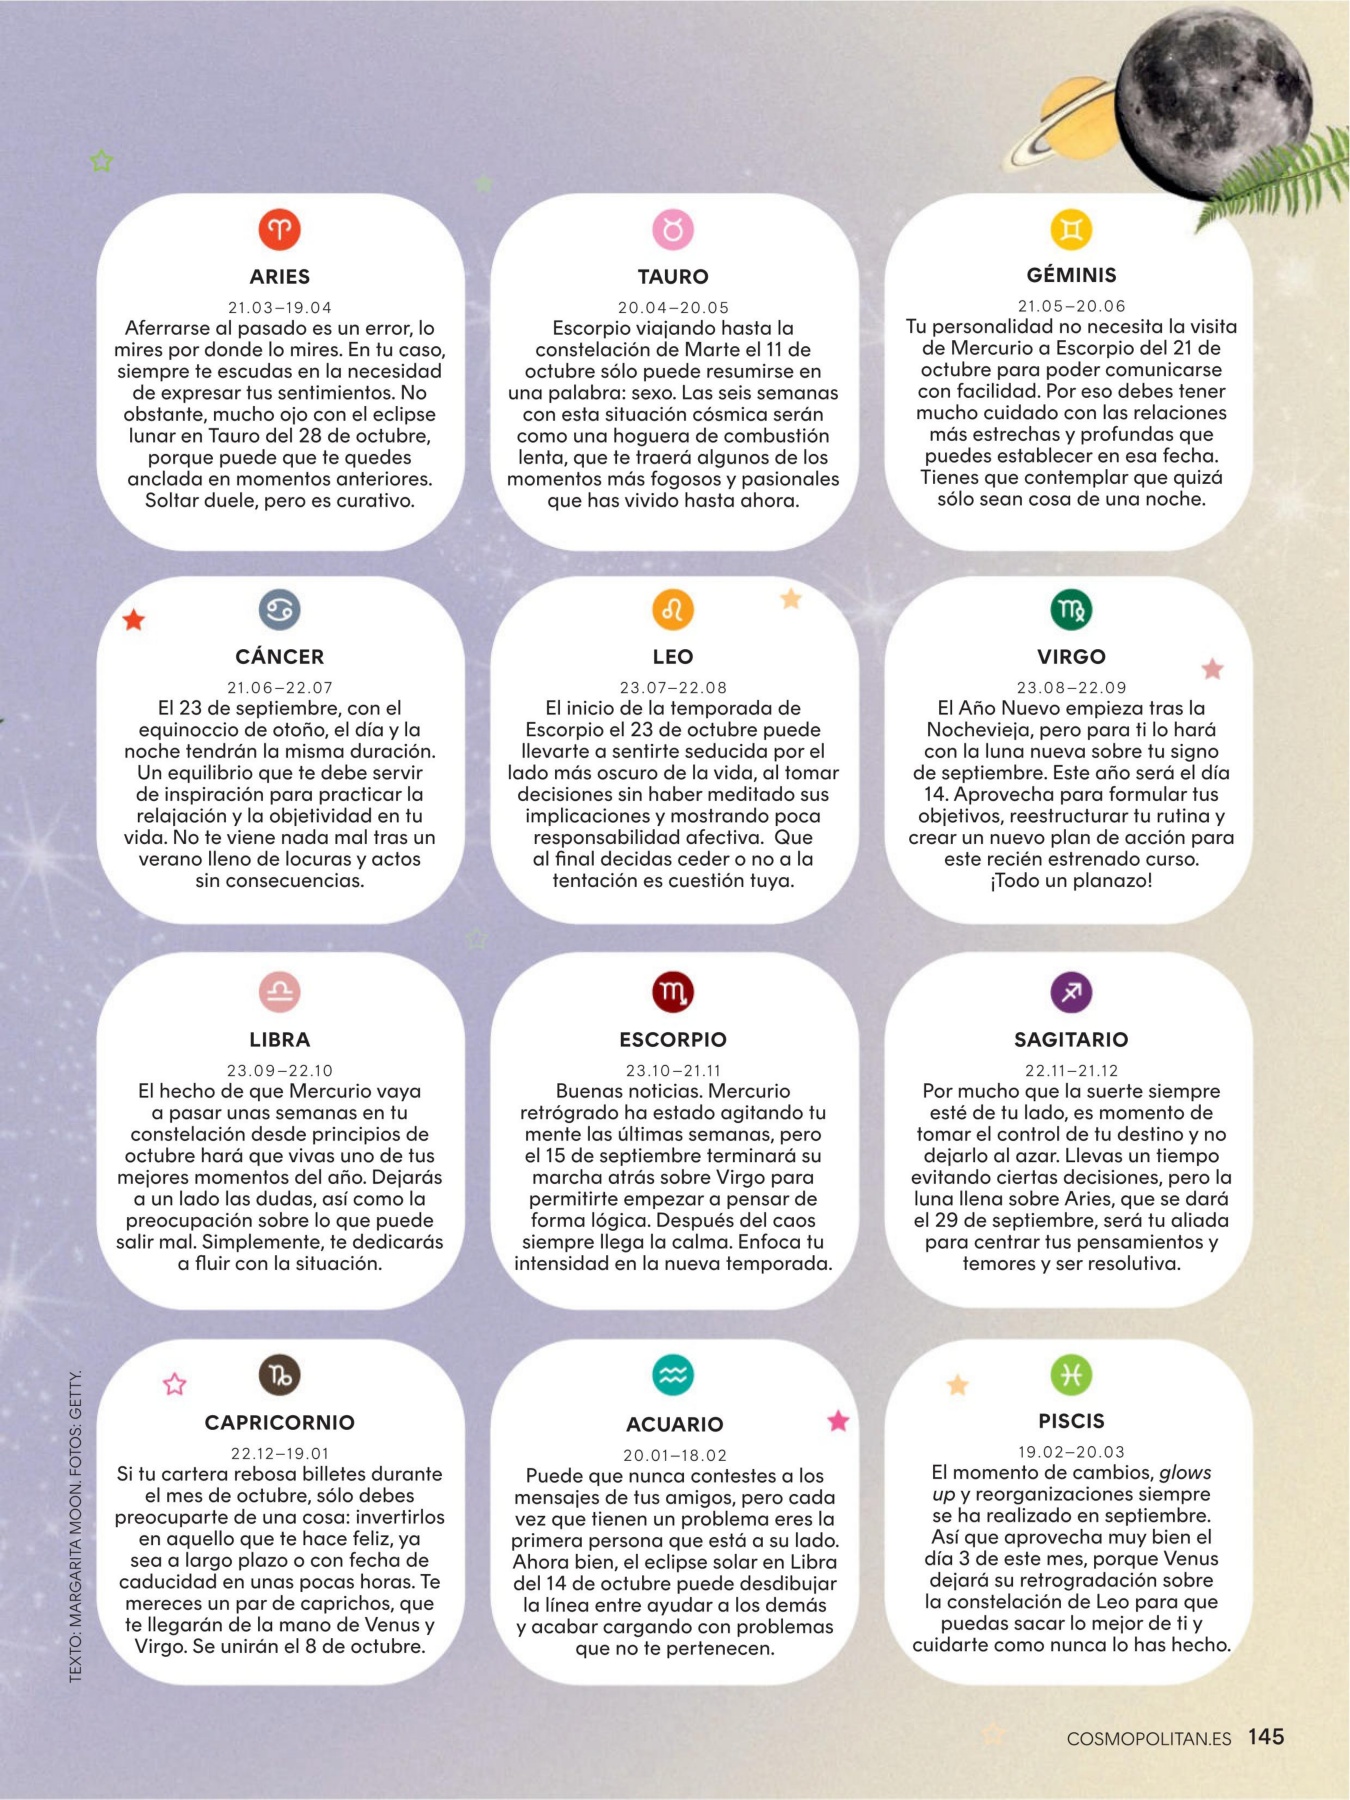 ARIES
21.03–19.04
Aferrarse al pasado es un error, lo
mires por donde lo mires. En tu caso,
siempre te escudas en la necesidad
de expresar tus sentimientos. No
obstante, mucho ojo con el eclipse
lunar en Tauro del 28 de octubre,
porque puede que te quedes
anclada en momentos anteriores.
Soltar duele, pero es curativo.
TAURO
20.04–20.05
Escorpio viajando hasta la
constelación de Marte el 11 de
octubre sólo puede resumirse en
una palabra: sexo. Las seis semanas
con esta situación cósmica serán
como una hoguera de combustión
lenta, que te traerá algunos de los
momentos más fogosos y pasionales
que has vivido hasta ahora.
GÉMINIS
21.05–20.06
Tu personalidad no necesita la visita
de Mercurio a Escorpio del 21 de
octubre para poder comunicarse
con facilidad. Por eso debes tener
mucho cuidado con las relaciones
más estrechas y profundas que
puedes establecer en esa fecha.
Tienes que contemplar que quizá
sólo sean cosa de una noche.
CÁNCER
21.06–22.07
El 23 de septiembre, con el
equinoccio de otoño, el día y la
noche tendrán la misma duración.
Un equilibrio que te debe servir
de inspiración para practicar la
relajación y la objetividad en tu
vida. No te viene nada mal tras un
verano lleno de locuras y actos
sin consecuencias.
LEO
23.07–22.08
El inicio de la temporada de
Escorpio el 23 de octubre puede
llevarte a sentirte seducida por el
lado más oscuro de la vida, al tomar
decisiones sin haber meditado sus
implicaciones y mostrando poca
responsabilidad afectiva. Que
al final decidas ceder o no a la
tentación es cuestión tuya.
VIRGO
23.08–22.09
El Año Nuevo empieza tras la
Nochevieja, pero para ti lo hará
con la luna nueva sobre tu signo
de septiembre. Este año será el día
14. Aprovecha para formular tus
objetivos, reestructurar tu rutina y
crear un nuevo plan de acción para
este recién estrenado curso.
¡Todo un planazo!
LIBRA
23.09–22.10
El hecho de que Mercurio vaya
a pasar unas semanas en tu
constelación desde principios de
octubre hará que vivas uno de tus
mejores momentos del año. Dejarás
a un lado las dudas, así como la
preocupación sobre lo que puede
salir mal. Simplemente, te dedicarás
a fluir con la situación.
ESCORPIO
23.10–21.11
Buenas noticias. Mercurio
retrógrado ha estado agitando tu
mente las últimas semanas, pero
el 15 de septiembre terminará su
marcha atrás sobre Virgo para
permitirte empezar a pensar de
forma lógica. Después del caos
siempre llega la calma. Enfoca tu
intensidad en la nueva temporada.
SAGITARIO
22.11–21.12
Por mucho que la suerte siempre
esté de tu lado, es momento de
tomar el control de tu destino y no
dejarlo al azar. Llevas un tiempo
evitando ciertas decisiones, pero la
luna llena sobre Aries, que se dará
el 29 de septiembre, será tu aliada
para centrar tus pensamientos y
temores y ser resolutiva.
CAPRICORNIO
22.12–19.01
Si tu cartera rebosa billetes durante
el mes de octubre, sólo debes
preocuparte de una cosa: invertirlos
en aquello que te hace feliz, ya
sea a largo plazo o con fecha de
caducidad en unas pocas horas. Te
mereces un par de caprichos, que
te llegarán de la mano de Venus y
Virgo. Se unirán el 8 de octubre.
ACUARIO
20.01–18.02
Puede que nunca contestes a los
mensajes de tus amigos, pero cada
vez que tienen un problema eres la
primera persona que está a su lado.
Ahora bien, el eclipse solar en Libra
del 14 de octubre puede desdibujar
la línea entre ayudar a los demás
y acabar cargando con problemas
que no te pertenecen.
PISCIS
19.02–20.03
El momento de cambios, glows
up y reorganizaciones siempre
se ha realizado en septiembre.
Así que aprovecha muy bien el
día 3 de este mes, porque Venus
dejará su retrogradación sobre
la constelación de Leo para que
puedas sacar lo mejor de ti y
cuidarte como nunca lo has hecho.
TEXTO: MARGARITA MOON. FOTOS: GETTY.
COSMOPOLITAN.ES 145